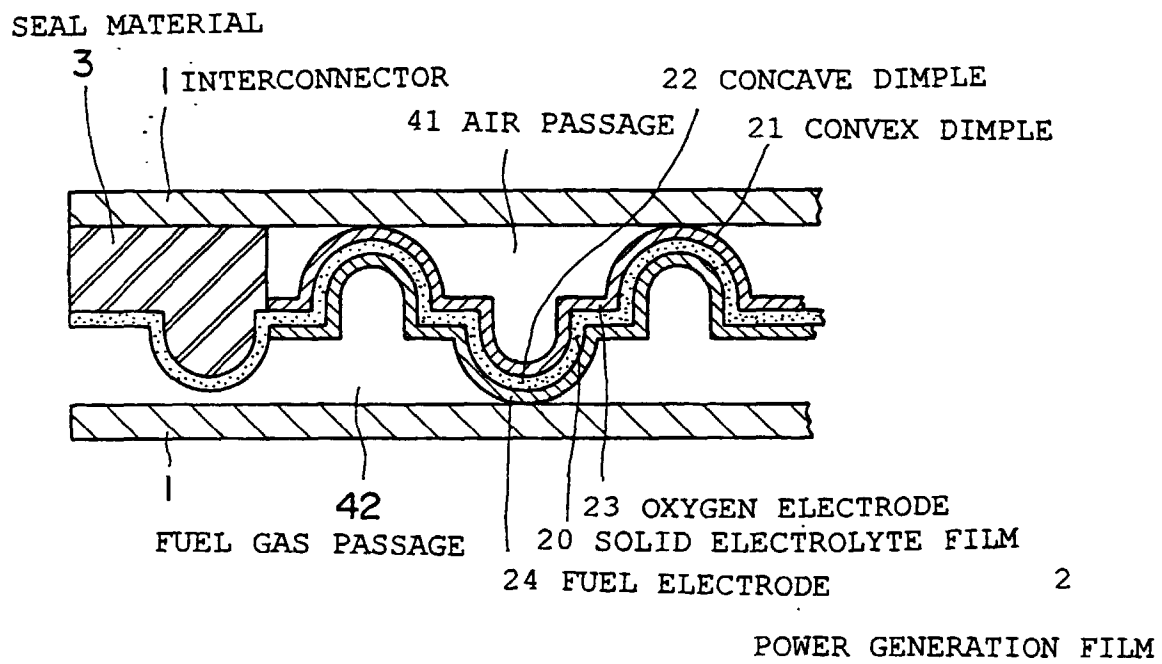 SEAL MATERIAL
3
1 INTERCONNECTOR
22 CONCAVE DIMPLE
41 AIR PASSAGE
21 CONVEX DIMPLE
1
42
FUEL GAS PASSAGE
23 OXYGEN ELECTRODE
20 SOLID ELECTROLYTE FILM
24 FUEL ELECTRODE
2
POWER GENERATION FILM